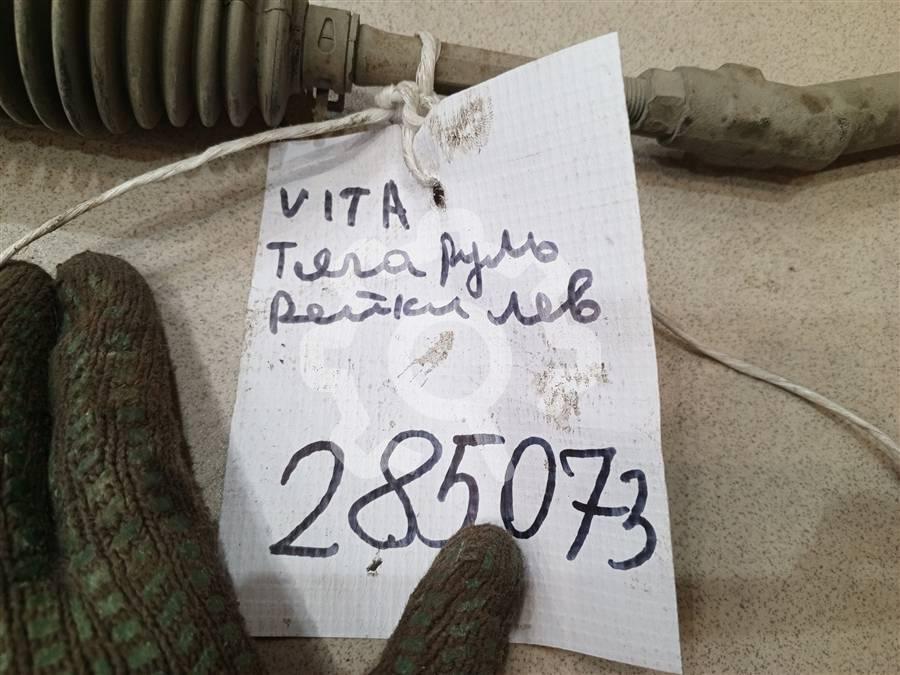 VITA
Тяга руль
Рейки лев
285073